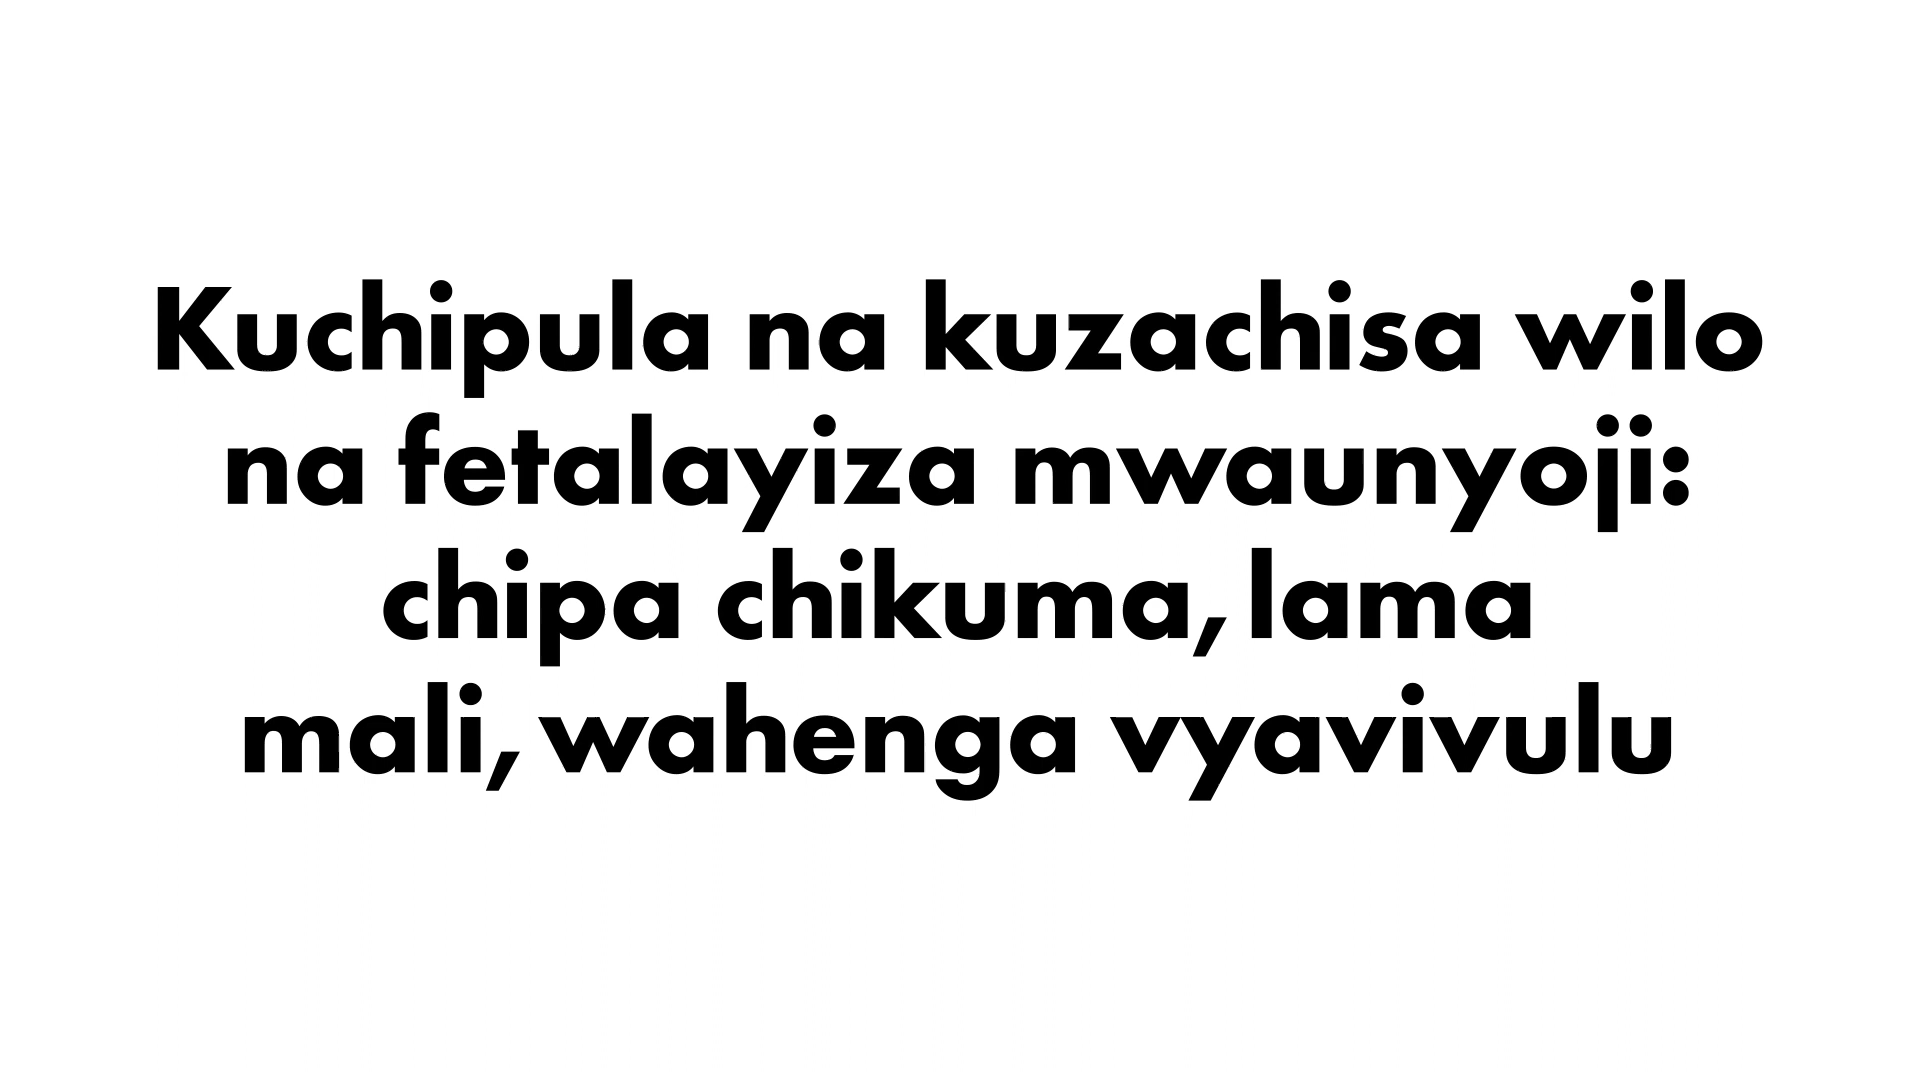 Kuchipula na kuzachisa wilo
na fetalayiza mwaunyoji:
chipa chikuma, lama
mali, wahenga vyavivulu